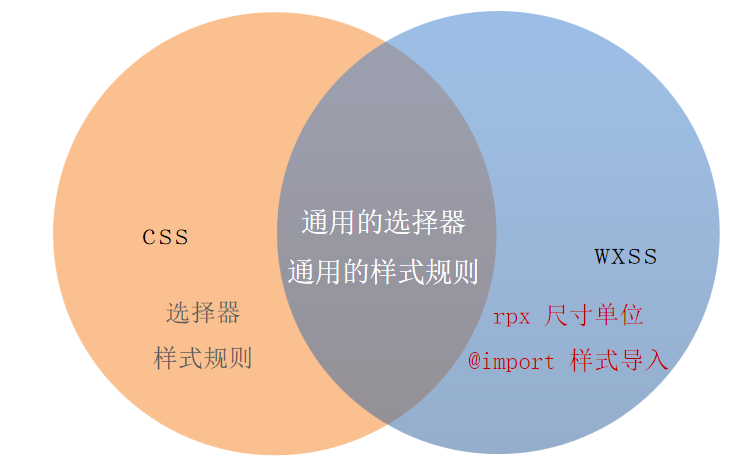 css
选择器
样式规则
通用的选择器
通用的样式规则
wxss
rpx 尺寸单位
@import 样式导入